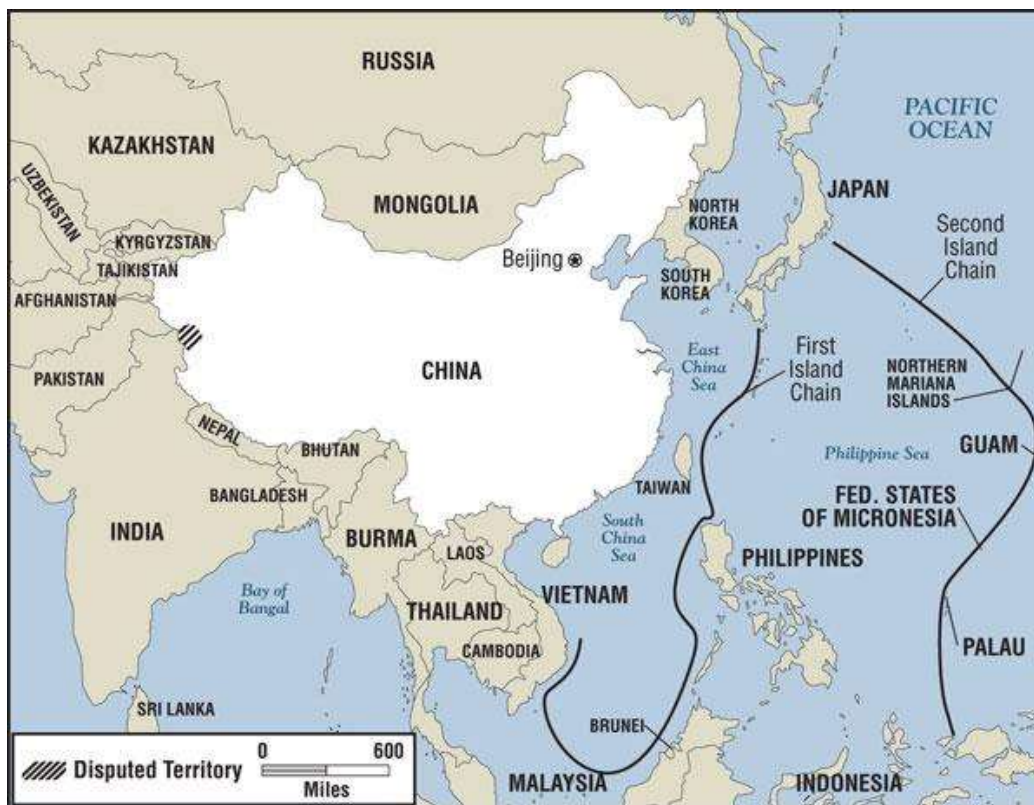 RUSSIA
PACIFIC
OCEAN
KAZAKHSTAN
UZBEKISTAN
MONGOLIA
JAPAN
NORTH
KOREA
KYRGYZSTAN
Second
Island
Chain
Beijing
TAJIKISTAN
SOUTH
KOREA
AFGHANISTAN
East
China
Sea
First
Island
Chain
PAKISTAN
CHINA
NORTHERN
MARIANA
ISLANDS
NEPAL
BHUTAN
GUAM
Philippine Sea
BANGLADESH
TAIWAN
FED. STATES
OF MICRONESIA
INDIA
BURMA
South
China
Sea
LAOS
PHILIPPINES
Bay of
Bangal
VIETNAM
THAILAND
CAMBODIA
PALAU
SRI LANKA
BRUNEI
Disputed Territory
0 600
Miles
MALAYSIA
INDONESIA